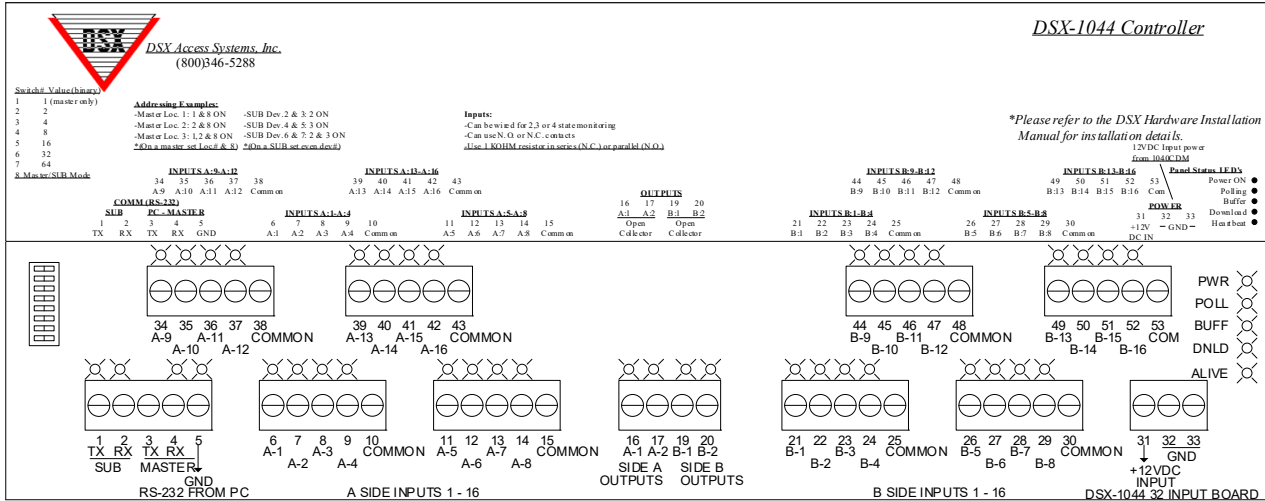 DSX
DSX Access Systems, Inc.
(800)346-5288
DSX-1044 Controller
*Please refer to the DSX Hardware Installation
Manual for installation details.
Switch# Value (binary)
1 1 (master only)
2 2
3 4
4 8
5 16
6 32
7 64
8 Master/SUB Mode
Addressing Examples:
-Master Loc. 1: 1 & 8 ON -SUB Dev. 2 & 3: 2 ON
-Master Loc. 2: 2 & 8 ON -SUB Dev. 4 & 5: 3 ON
-Master Loc. 3: 1,2 & 8 ON -SUB Dev. 6 & 7: 2 & 3 ON
*(On a master set Loc# & 8) *(On a SUB set even dev#)
Inputs:
-Can be wired for 2,3 or 4 state monitoring
-Can use N.O. or N.C. contacts
-Use 1 KOHM resistor in series (N.C.) or parallel (N.O.)
12VDC Input power
from 1040CDM
Panel Status LED's
Power ON
Polling
Buffer
Download
Heartbeat
INPUTS A:9-A:12
34 35 36 37 38
A:9 A:10 A:11 A:12 Common
INPUTS A:13-A:16
39 40 41 42 43
A:13 A:14 A:15 A:16 Common
INPUTS B:9-B:12
44 45 46 47 48
B:9 B:10 B:11 B:12 Common
INPUTS B:13-B:16
49 50 51 52 53
B:13 B:14 B:15 B:16 Com
COMM (RS-232)
SUB PC - MASTER
1 2 3 4 5
TX RX TX RX GND
INPUTS A:1-A:4
6 7 8 9 10
A:1 A:2 A:3 A:4 Common
INPUTS A:5-A:8
11 12 13 14 15
A:5 A:6 A:7 A:8 Common
OUTPUTS
16 17 19 20
A:1 A:2 B:1 B:2
Open Open
Collector Collector
INPUTS B:1-B:4
21 22 23 24 25
B:1 B:2 B:3 B:4 Common
INPUTS B:5-B:8
26 27 28 29 30
B:5 B:6 B:7 B:8 Common
POWER
31 32 33
+12V - GND -
DC IN
PWR
POLL
BUFF
DNLD
ALIVE
34 35 36 37 38
A-9 A-11 COMMON
A-10 A-12
39 40 41 42 43
A-13 A-15 COMMON
A-14 A-16
44 45 46 47 48
B-9 B-11 COMMON
B-10 B-12
49 50 51 52 53
B-13 B-15 COM
B-14 B-16
1 2 3 4 5
TX RX TX RX
SUB MASTER
GND
RS-232 FROM PC
6 7 8 9 10
A-1 A-3 COMMON
A-2 A-4
11 12 13 14 15
A-5 A-7 COMMON
A-6 A-8
A SIDE INPUTS 1 - 16
16 17 19 20
A-1 A-2 B-1 B-2
SIDE A SIDE B
OUTPUTS OUTPUTS
21 22 23 24 25
B-1 B-3 COMMON
B-2 B-4
26 27 28 29 30
B-5 B-7 COMMON
B-6 B-8
B SIDE INPUTS 1 - 16
31 32 33
GND
+12VDC
INPUT
DSX-1044 32 INPUT BOARD